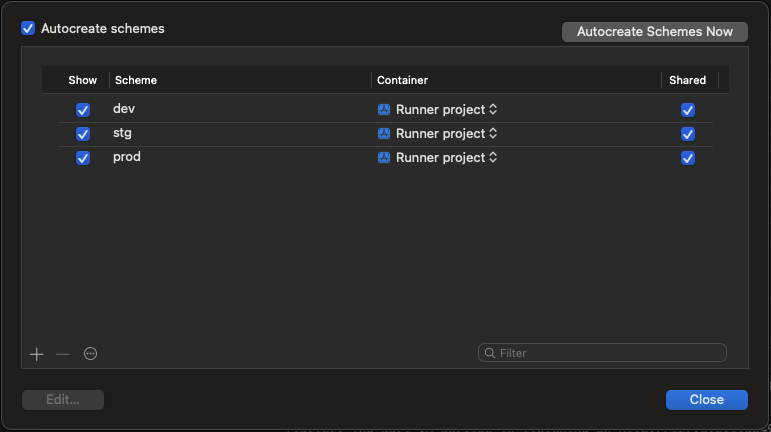 Autocreate schemes
Autocreate Schemes Now
Show Scheme Container Shared
dev Runner project
stg Runner project
prod Runner project
Filter
Edit...
Close